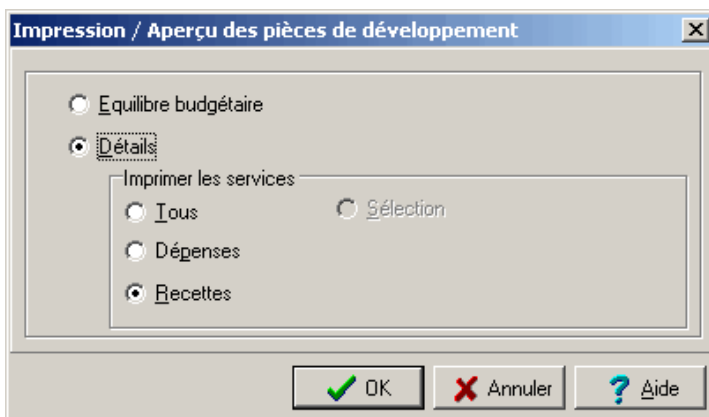 Impression / Aperçu des pièces de développement
Equilibre budgétaire
Détails
Imprimer les services
Tous Sélection
Dépenses
Recettes
OK Annuler Aide